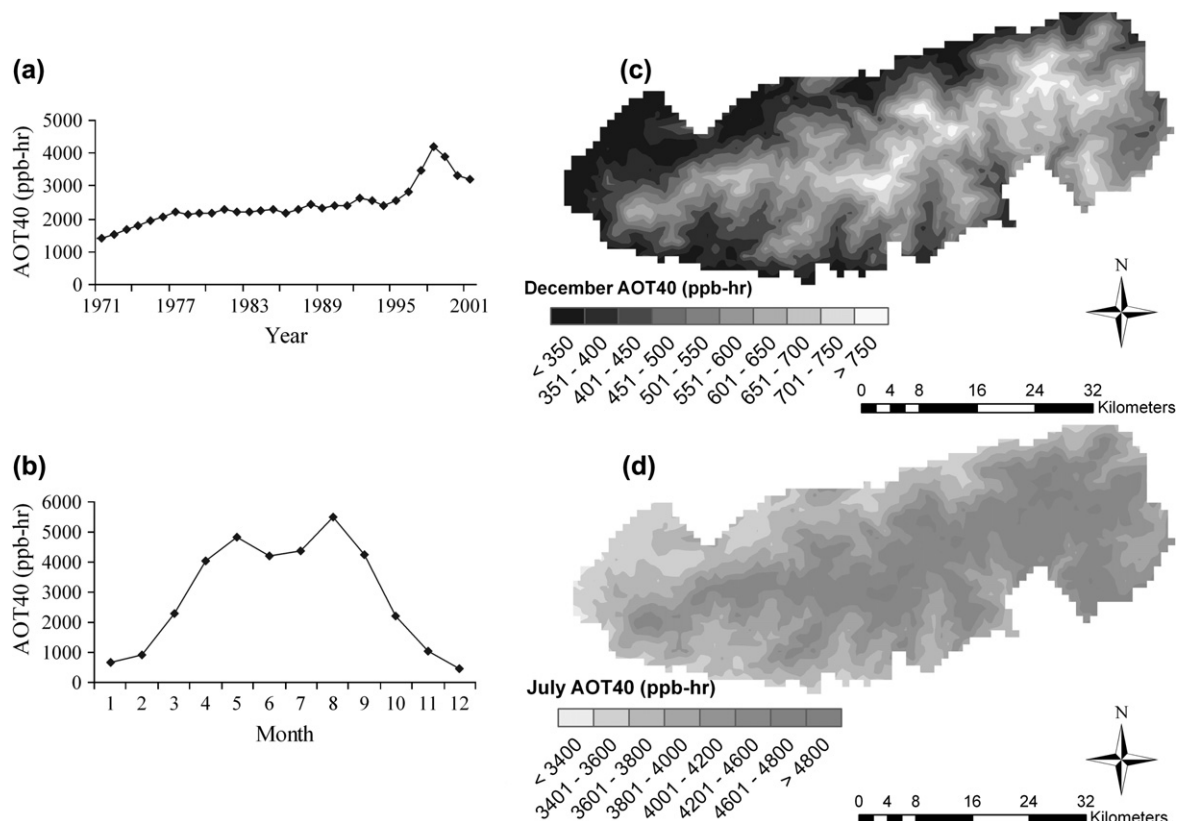 (a)
AOT40 (ppb-hr)
5000
4000
3000
2000
1000
0
1971 1977 1983 1989 1995 2001
Year
(c)
December AOT40 (ppb-hr)
< 350
351 - 400
401 - 450
451 - 500
501 - 550
551 - 600
601 - 650
651 - 700
701 - 750
> 750
N
0 4 8 16 24 32
Kilometers
(b)
AOT40 (ppb-hr)
6000
5000
4000
3000
2000
1000
0
1 2 3 4 5 6 7 8 9 10 11 12
Month
(d)
July AOT40 (ppb-hr)
< 3400
3401 - 3600
3601 - 3800
3801 - 4000
4001 - 4200
4201 - 4600
4601 - 4800
> 4800
N
0 4 8 16 24 32
Kilometers